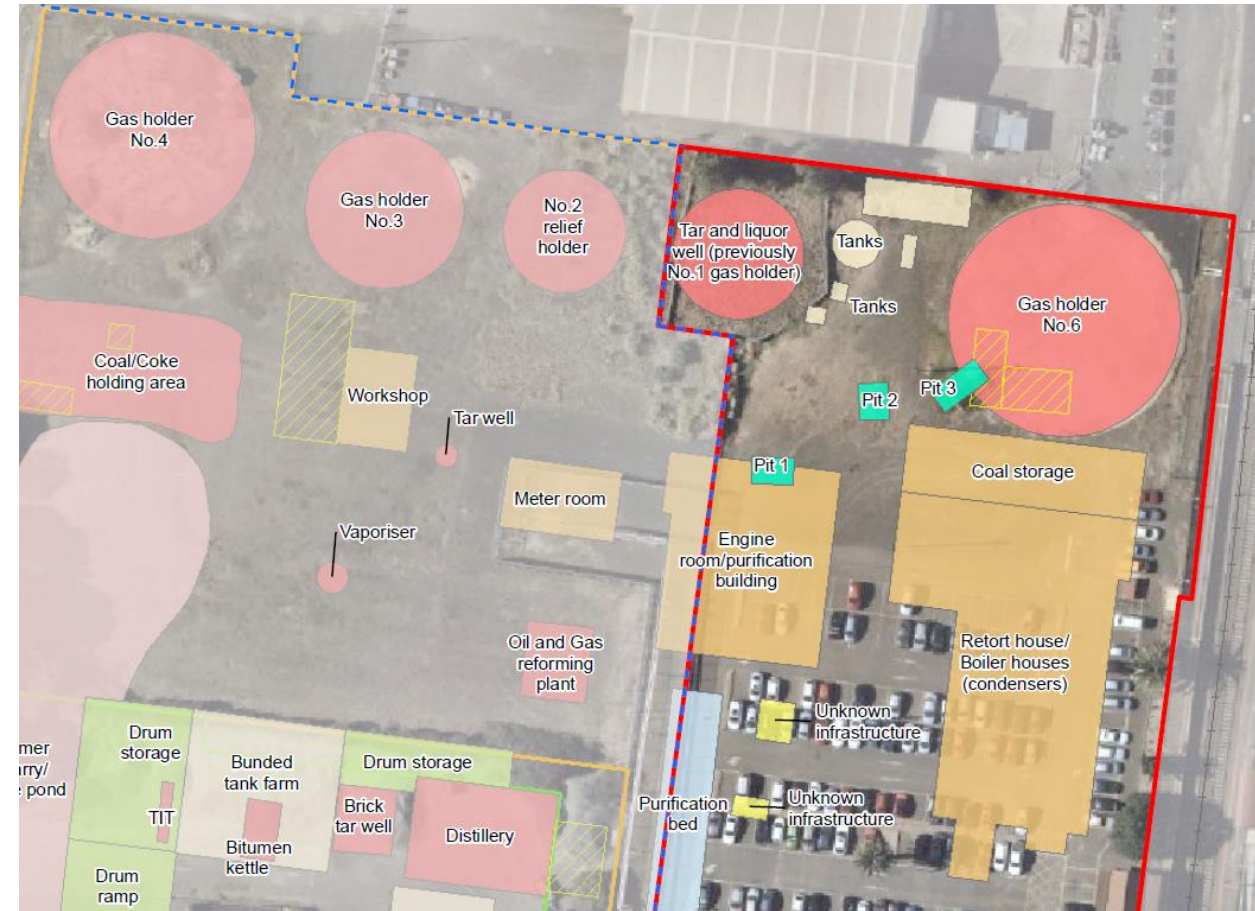 Gas holder
No.4
Gas holder
No.3
No.2
relief
holder
Tar and liquor
well (previously
No.1 gas holder)
Tanks
Tanks
Gas holder
No.6
Coal/Coke
holding area
Workshop
Tar well
Pit 1
Pit 2
Pit 3
Coal storage
Meter room
Vaporiser
Engine
room/purification
building
Oil and Gas
reforming
plant
Retort house/
Boiler houses
(condensers)
Unknown
infrastructure
Drum
storage
Bunded
tank farm
Drum storage
mer
rry/
e pond
TIT
Brick
tar well
Distillery
Purification
bed
Unknown
infrastructure
Bitumen
kettle
Drum
ramp